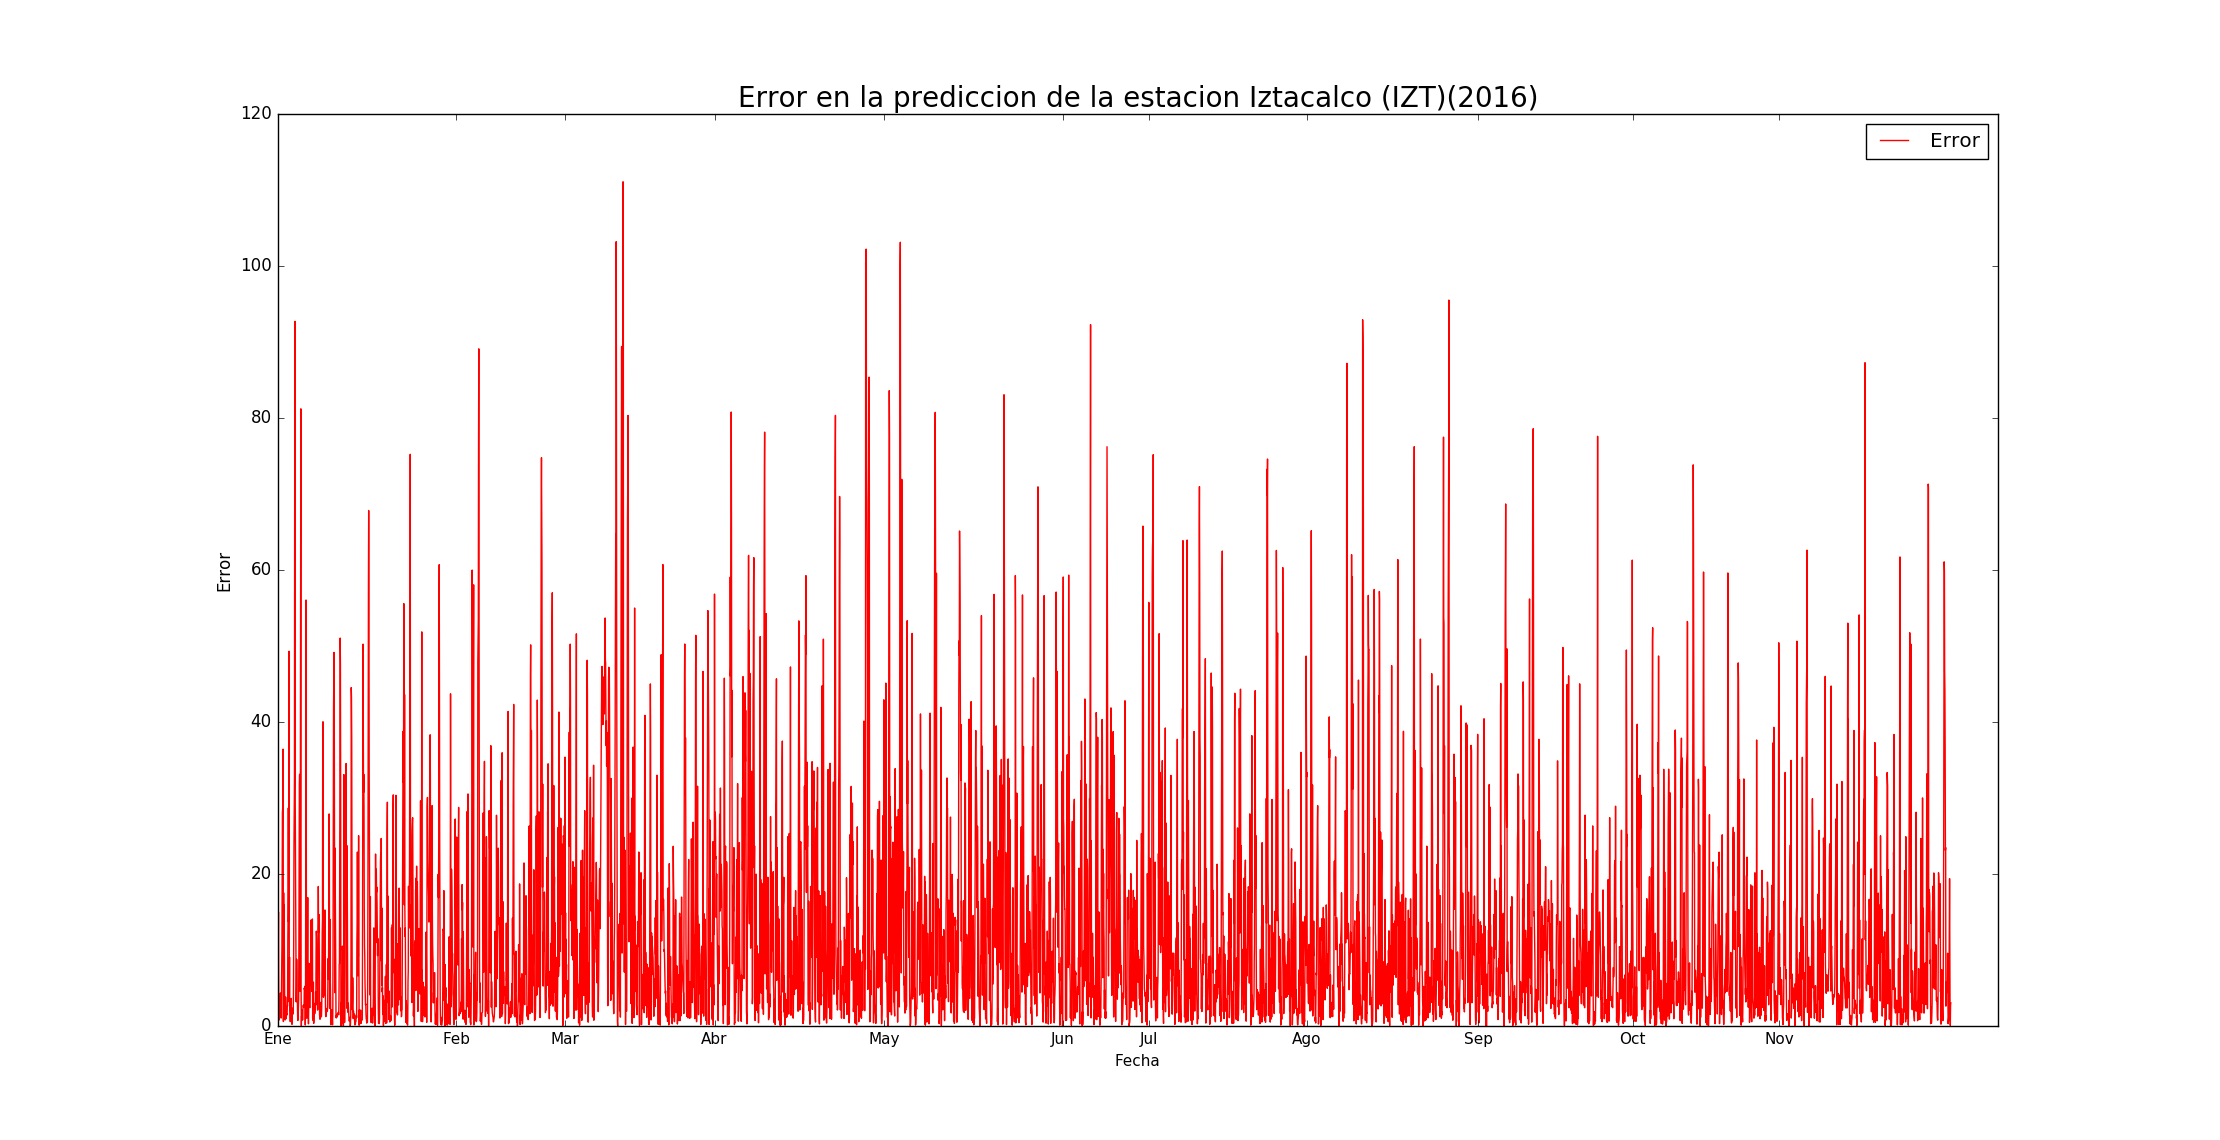 Error en la prediccion de la estacion Iztacalco (IZT)(2016)
Error
120
100
80
60
40
20
0
Error
Ene Feb Mar Abr May Jun Jul Ago Sep Oct Nov
Fecha